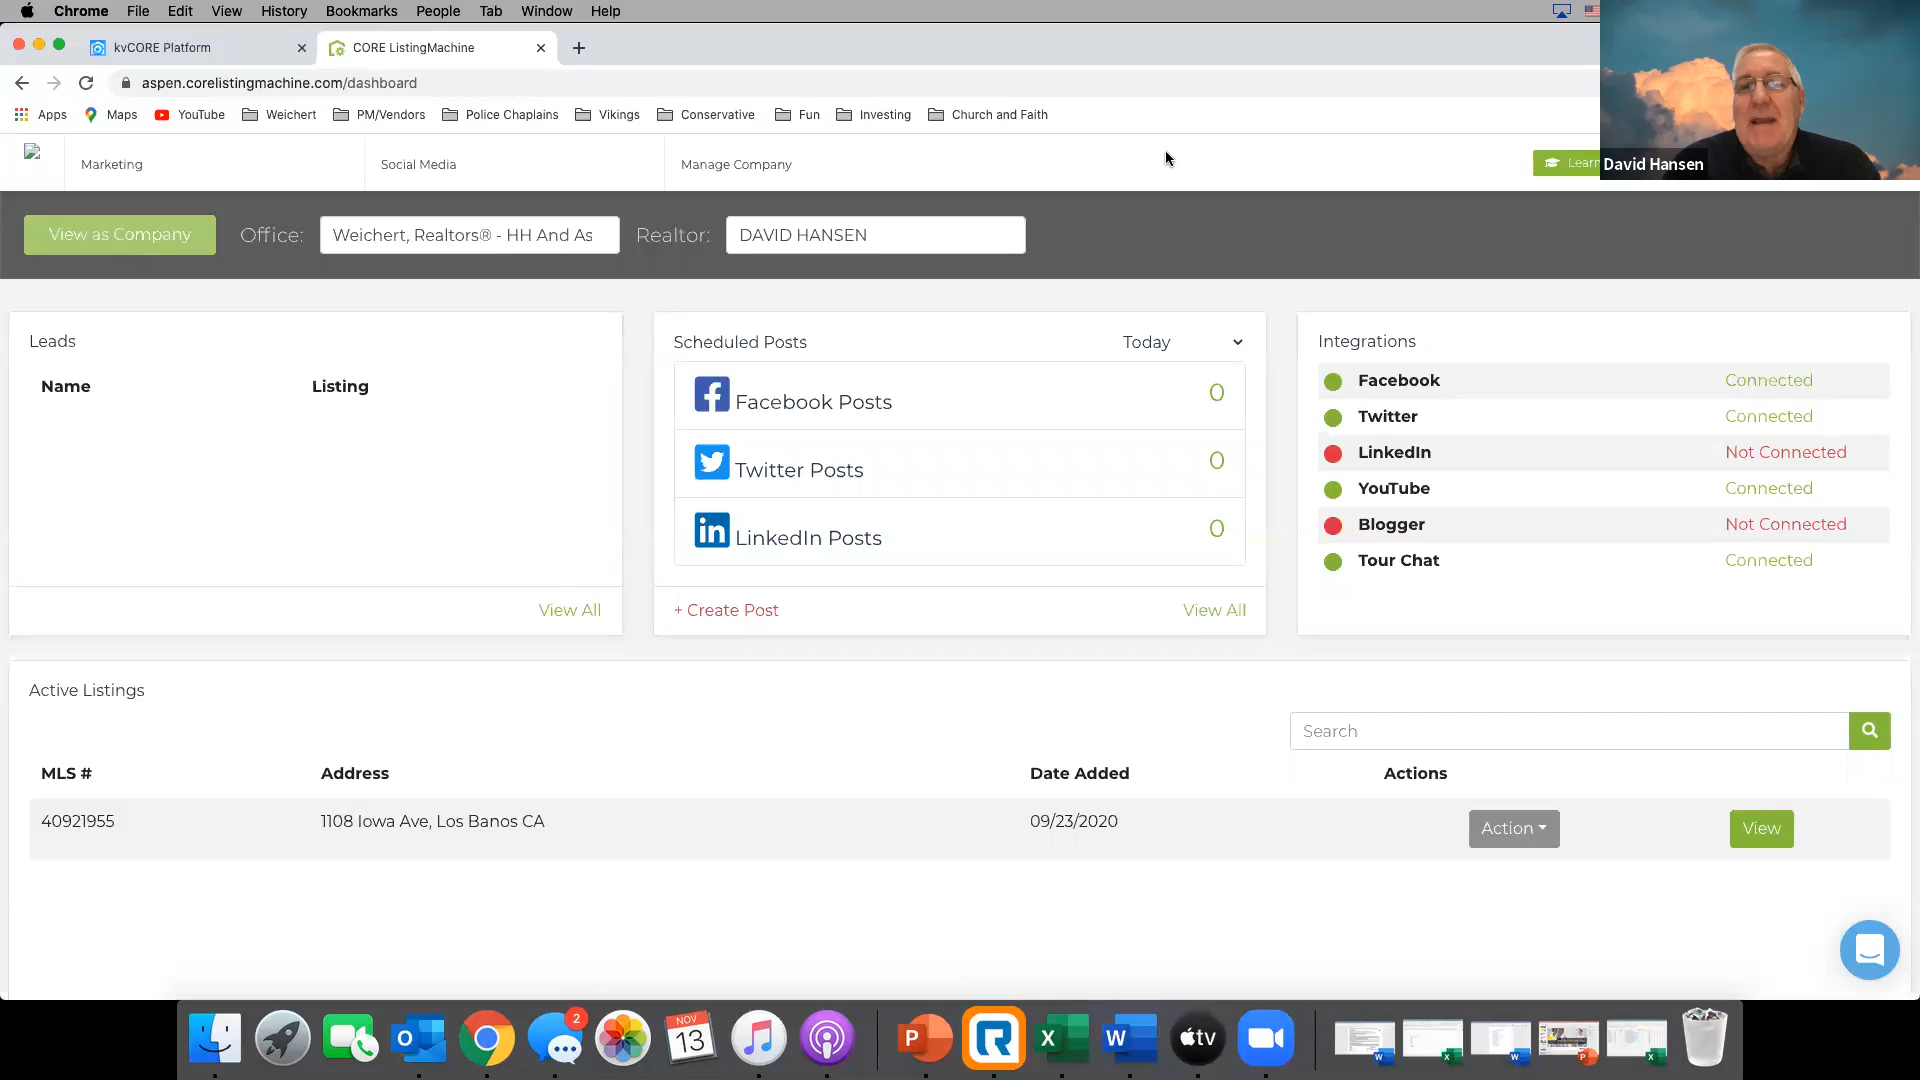 Chrome File Edit View History Bookmarks People Tab Window Help
kvCORE Platform
CORE ListingMachine
aspen.corelistingmachine.com/dashboard
Apps Maps YouTube Weichert PM/Vendors Police Chaplains Vikings Conservative Fun Investing Church and Faith
Marketing Social Media Manage Company Learn
David Hansen
View as Company Office: Weichert, Realtors® - HH And As Realtor: DAVID HANSEN
Leads
Name Listing
View All
Scheduled Posts Today
Facebook Posts 0
Twitter Posts 0
LinkedIn Posts 0
+ Create Post View All
Integrations
Facebook Connected
Twitter Connected
LinkedIn Not Connected
YouTube Connected
Blogger Not Connected
Tour Chat Connected
Active Listings
Search
MLS # Address Date Added Actions
40921955 1108 Iowa Ave, Los Banos CA 09/23/2020 Action View
2
NOV
13
tv